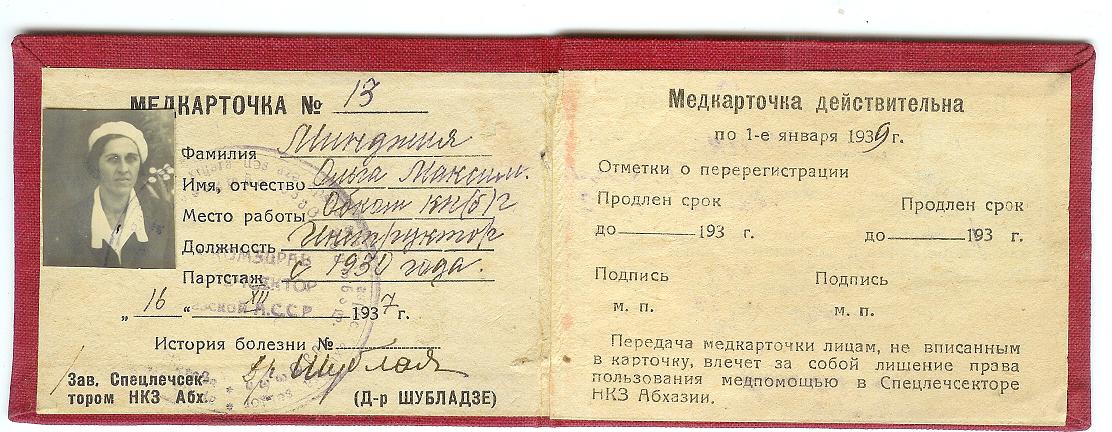 МЕДКАРТОЧКА № 13
Фамилия Минджия
Имя, отчество Ольга Максим.
Место работы Обком КП(б)Г
Должность Инструктор
Партстаж с 1930 года.
„ 16 “ XII 1937 г.
История болезни №
Зав. Спецлечсек-
тором НКЗ Абх. (Д-р ШУБЛАДЗЕ)
Медкарточка действительна
по 1-е января 1939 г.
Отметки о перерегистрации
Продлен срок Продлен срок
до 193 г. до 193 г.
Подпись Подпись
м. п. м. п.
Передача медкарточки лицам, не вписанным
в карточку, влечет за собой лишение права
пользования медпомощью в Спецлечсекторе
НКЗ Абхазии.